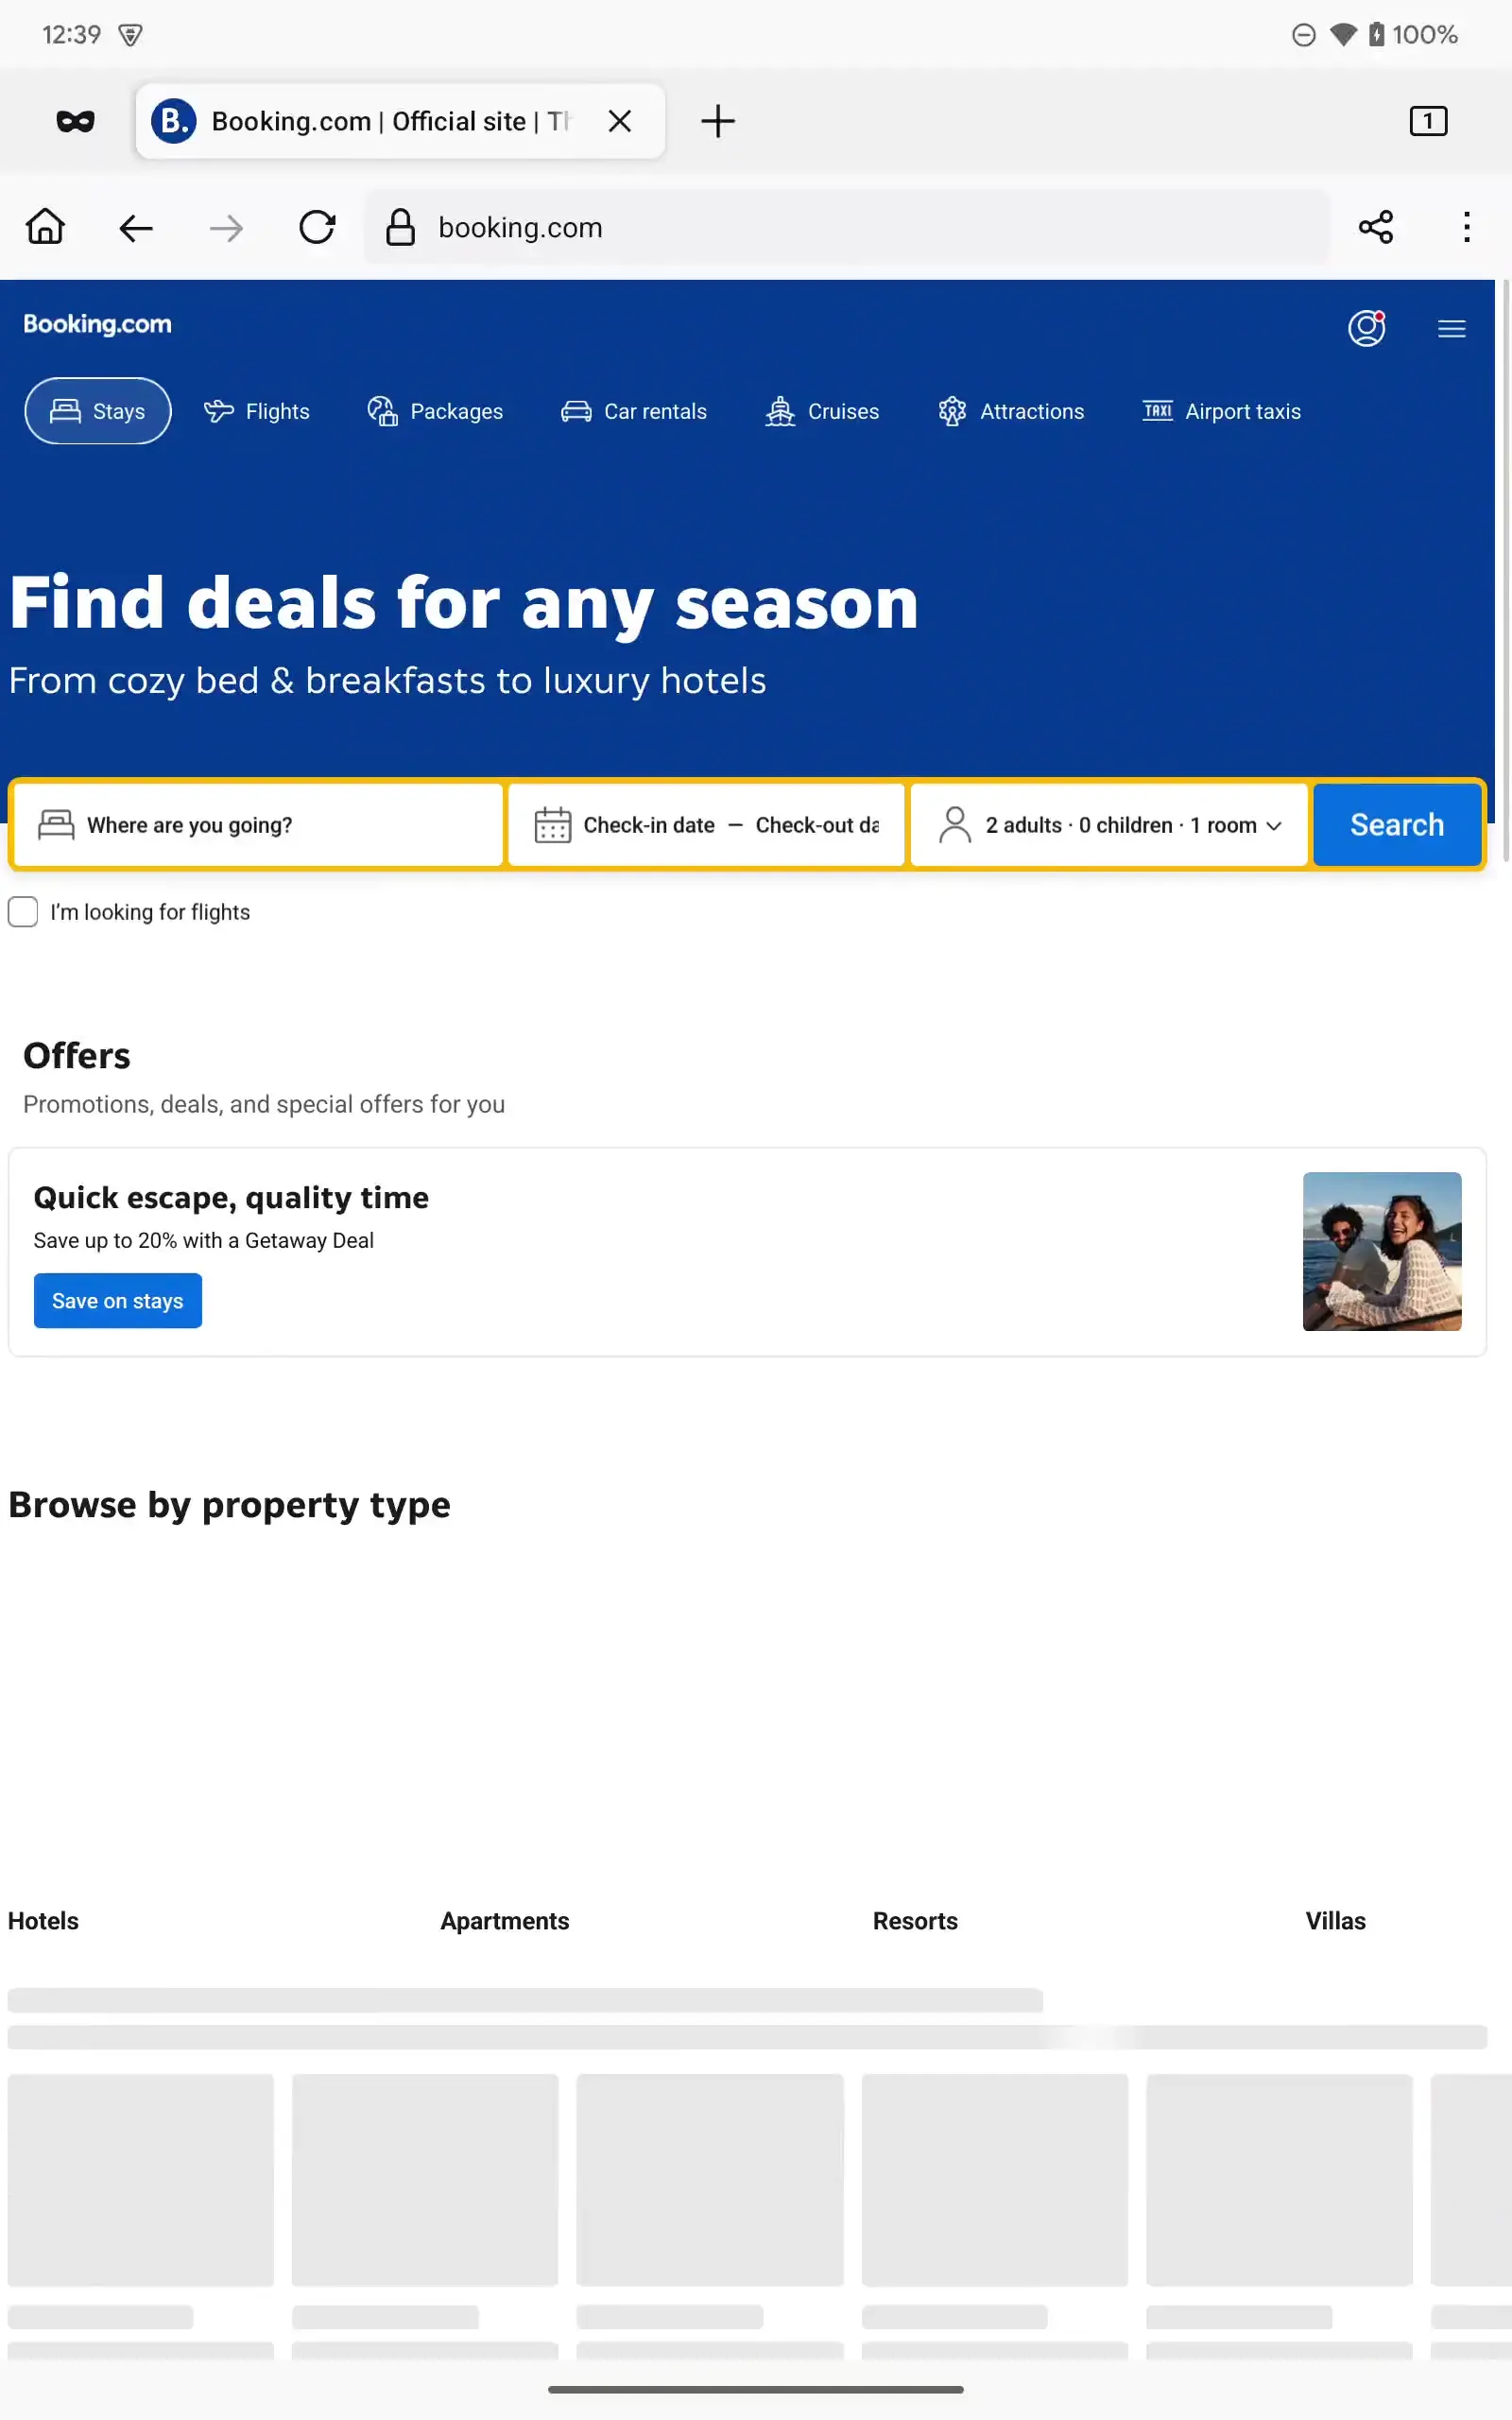 12:39
100%
B. Booking.com | Official site | Th
1
booking.com
Booking.com
Stays
Flights
Packages
Car rentals
Cruises
Attractions
TAXI Airport taxis
Find deals for any season
From cozy bed & breakfasts to luxury hotels
Where are you going?
Check-in date — Check-out da
2 adults · 0 children · 1 room
Search
I'm looking for flights
Offers
Promotions, deals, and special offers for you
Quick escape, quality time
Save up to 20% with a Getaway Deal
Save on stays
Browse by property type
Hotels
Apartments
Resorts
Villas